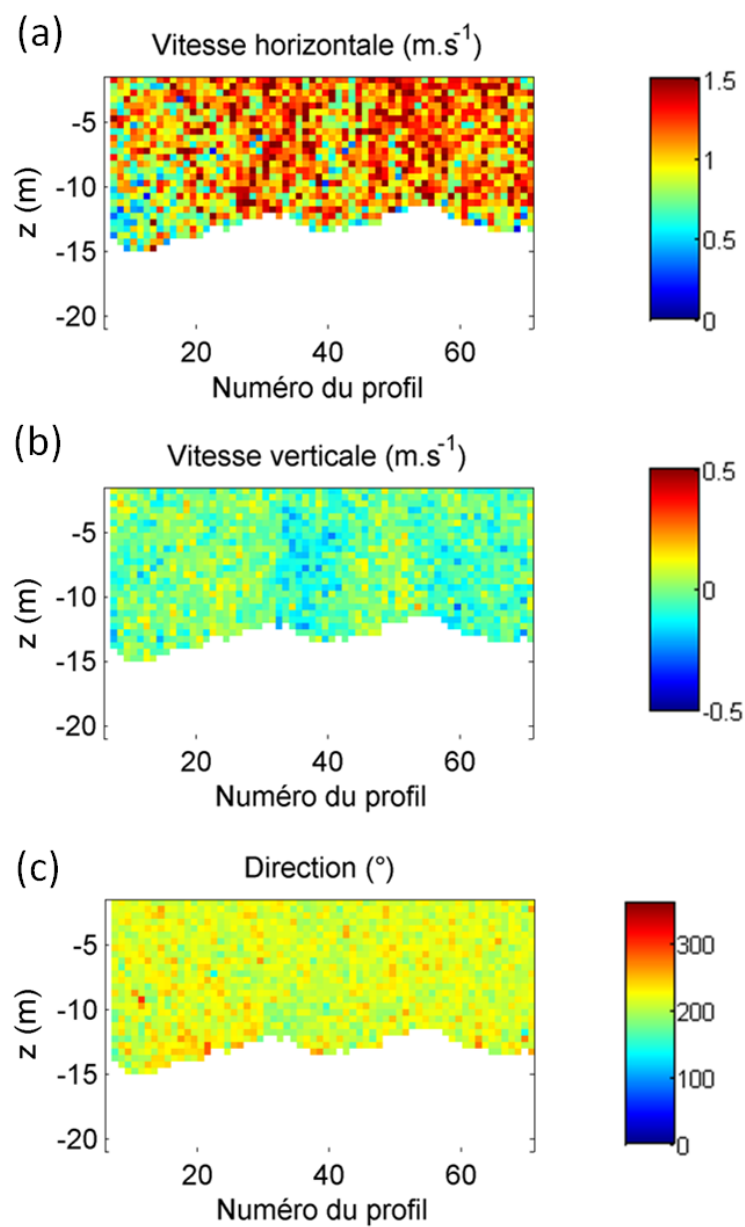 (a)
Vitesse horizontale (m.s-1)
1.5
-5
1
z (m)
-10
0.5
-15
-20
0
20 40 60
Numéro du profil
(b)
Vitesse verticale (m.s-1)
0.5
-5
z (m)
0
-10
-15
-20
-0.5
20 40 60
Numéro du profil
(c)
Direction (°)
300
-5
z (m)
200
-10
100
-15
-20
0
20 40 60
Numéro du profil